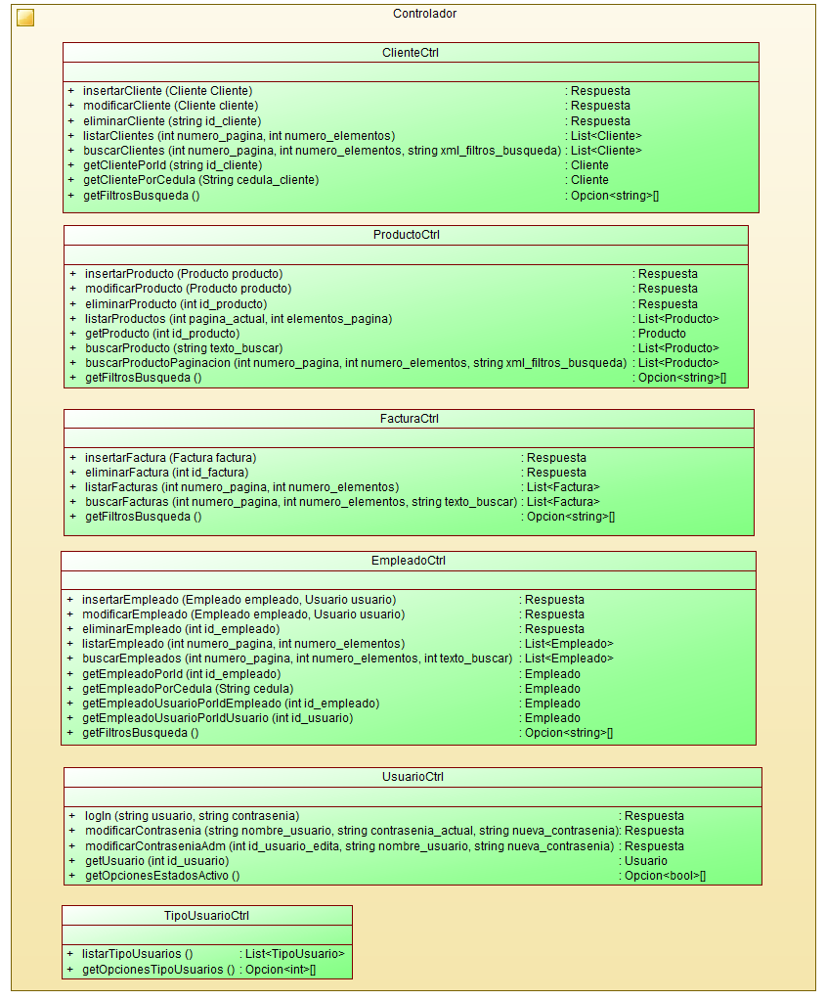 Controlador
ClienteCtrl
+ insertarCliente (Cliente Cliente) : Respuesta
+ modificarCliente (Cliente cliente) : Respuesta
+ eliminarCliente (string id_cliente) : Respuesta
+ listarClientes (int numero_pagina, int numero_elementos) : List<Cliente>
+ buscarClientes (int numero_pagina, int numero_elementos, string xml_filtros_busqueda) : List<Cliente>
+ getClientePorId (string id_cliente) : Cliente
+ getClientePorCedula (String cedula_cliente) : Cliente
+ getFiltrosBusqueda () : Opcion<string>[]
ProductoCtrl
+ insertarProducto (Producto producto) : Respuesta
+ modificarProducto (Producto producto) : Respuesta
+ eliminarProducto (int id_producto) : Respuesta
+ listarProductos (int pagina_actual, int elementos_pagina) : List<Producto>
+ getProducto (int id_producto) : Producto
+ buscarProducto (string texto_buscar) : List<Producto>
+ buscarProductoPaginacion (int numero_pagina, int numero_elementos, string xml_filtros_busqueda) : List<Producto>
+ getFiltrosBusqueda () : Opcion<string>[]
FacturaCtrl
+ insertarFactura (Factura factura) : Respuesta
+ eliminarFactura (int id_factura) : Respuesta
+ listarFacturas (int numero_pagina, int numero_elementos) : List<Factura>
+ buscarFacturas (int numero_pagina, int numero_elementos, string texto_buscar) : List<Factura>
+ getFiltrosBusqueda () : Opcion<string>[]
EmpleadoCtrl
+ insertarEmpleado (Empleado empleado, Usuario usuario) : Respuesta
+ modificarEmpleado (Empleado empleado, Usuario usuario) : Respuesta
+ eliminarEmpleado (int id_empleado) : Respuesta
+ listarEmpleado (int numero_pagina, int numero_elementos) : List<Empleado>
+ buscarEmpleados (int numero_pagina, int numero_elementos, int texto_buscar) : List<Empleado>
+ getEmpleadoPorId (int id_empleado) : Empleado
+ getEmpleadoPorCedula (String cedula) : Empleado
+ getEmpleadoUsuarioPorIdEmpleado (int id_empleado) : Empleado
+ getEmpleadoUsuarioPorIdUsuario (int id_usuario) : Empleado
+ getFiltrosBusqueda () : Opcion<string>[]
UsuarioCtrl
+ logIn (string usuario, string contrasenia) : Respuesta
+ modificarContrasenia (string nombre_usuario, string contrasenia_actual, string nueva_contrasenia): Respuesta
+ modificarContraseniaAdm (int id_usuario_edita, string nombre_usuario, string nueva_contrasenia) : Respuesta
+ getUsuario (int id_usuario) : Usuario
+ getOpcionesEstadosActivo () : Opcion<bool>[]
TipoUsuarioCtrl
+ listarTipoUsuarios () : List<TipoUsuario>
+ getOpcionesTipoUsuarios () : Opcion<int>[]